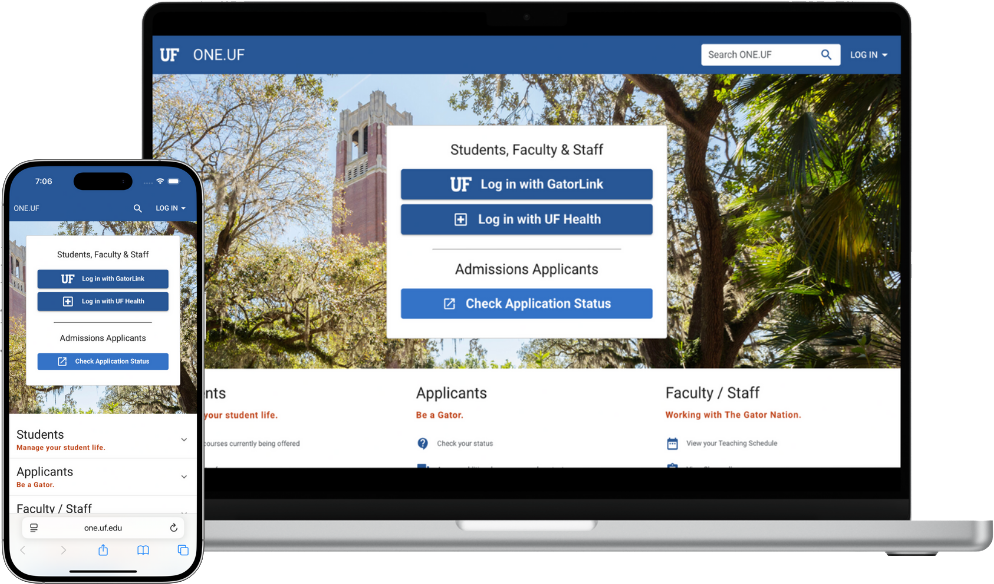 UF ONE.UF
Search ONE.UF
LOG IN
Students, Faculty & Staff
UF Log in with GatorLink
Log in with UF Health
Admissions Applicants
Check Application Status
nts
your student life.
courses currently being offered
Applicants
Be a Gator.
Check your status
Faculty / Staff
Working with The Gator Nation.
View your Teaching Schedule
7:06
ONE.UF
LOG IN
Students, Faculty & Staff
UF Log in with GatorLink
Log in with UF Health
Admissions Applicants
Check Application Status
Students
Manage your student life.
Applicants
Be a Gator.
Faculty / Staff
one.uf.edu